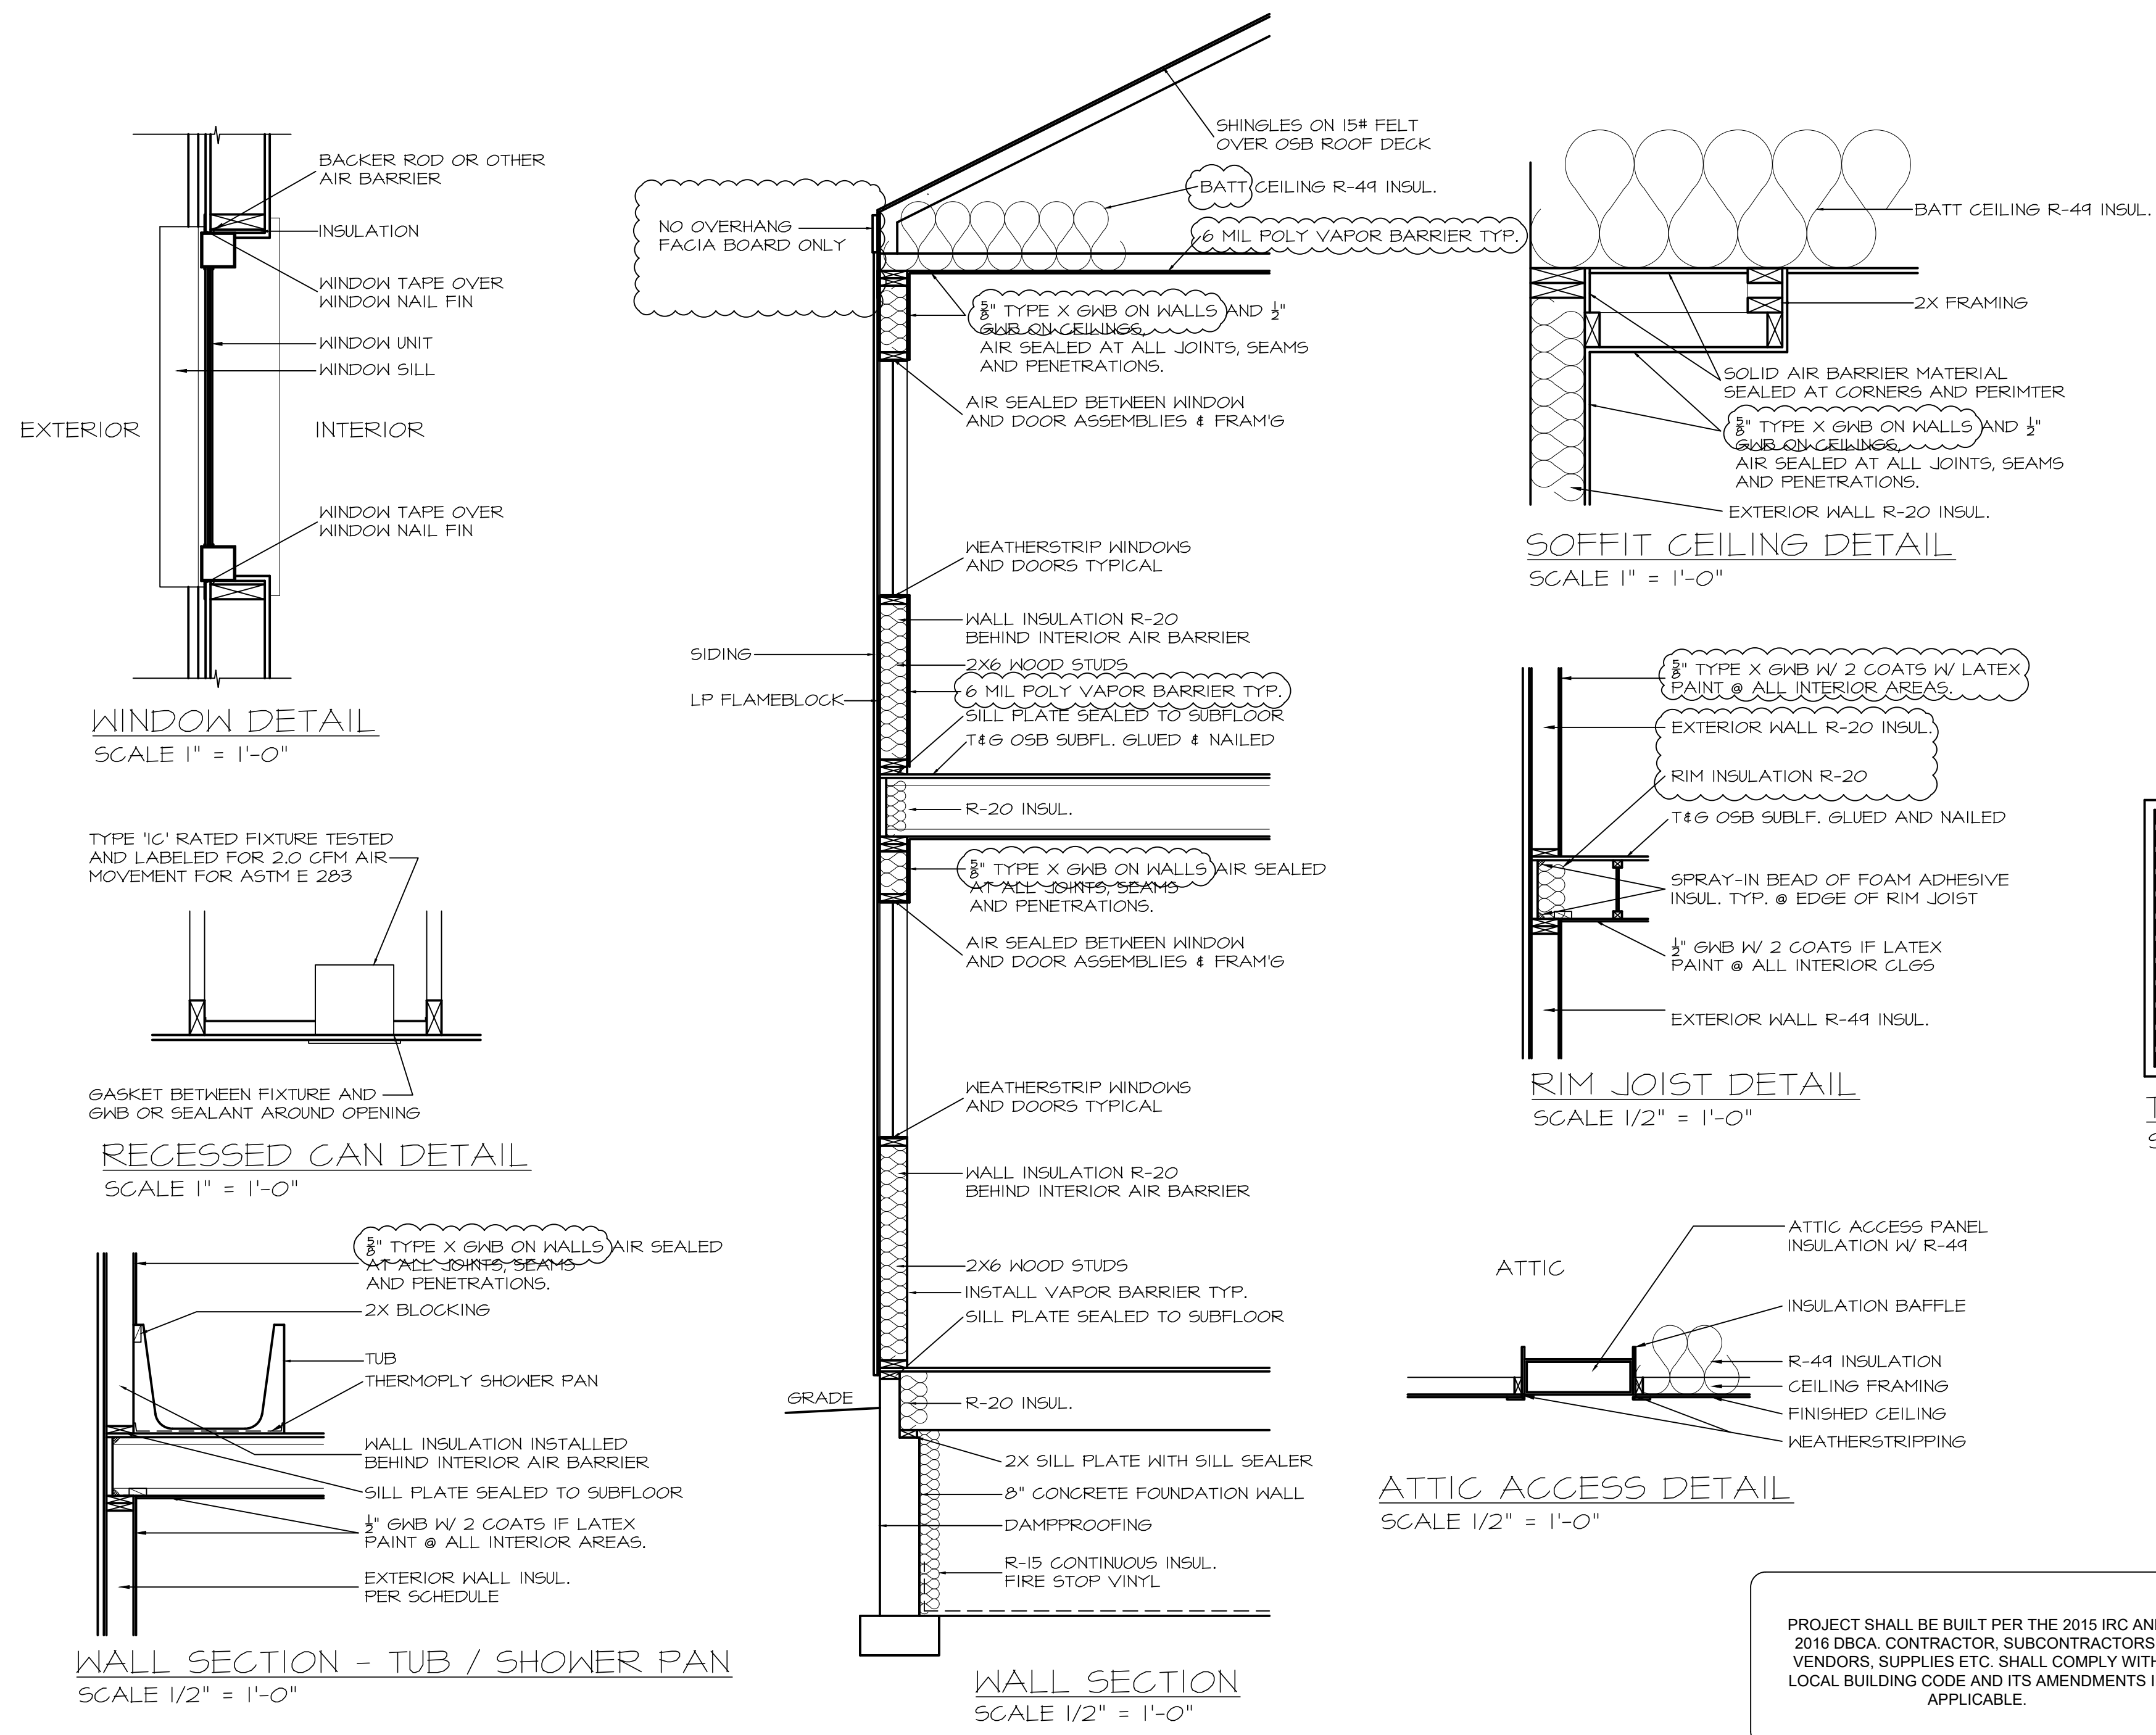 BACKER ROD OR OTHER
AIR BARRIER
INSULATION
WINDOW TAPE OVER
WINDOW NAIL FIN
WINDOW UNIT
WINDOW SILL
EXTERIOR
INTERIOR
WINDOW TAPE OVER
WINDOW NAIL FIN
WINDOW DETAIL
SCALE 1" = 1'-0"
TYPE 'IC' RATED FIXTURE TESTED
AND LABELED FOR 2.0 CFM AIR
MOVEMENT FOR ASTM E 283
GASKET BETWEEN FIXTURE AND
GWB OR SEALANT AROUND OPENING
RECESSED CAN DETAIL
SCALE 1" = 1'-0"
5/8" TYPE X GWB ON WALLS AIR SEALED
AT ALL JOINTS, SEAMS
AND PENETRATIONS.
2X BLOCKING
TUB
THERMOPLY SHOWER PAN
WALL INSULATION INSTALLED
BEHIND INTERIOR AIR BARRIER
SILL PLATE SEALED TO SUBFLOOR
1/2" GWB W/ 2 COATS IF LATEX
PAINT @ ALL INTERIOR AREAS.
EXTERIOR WALL INSUL.
PER SCHEDULE
WALL SECTION - TUB / SHOWER PAN
SCALE 1/2" = 1'-0"
SHINGLES ON 15# FELT
OVER OSB ROOF DECK
BATT CEILING R-49 INSUL.
NO OVERHANG
FACIA BOARD ONLY
6 MIL POLY VAPOR BARRIER TYP.
5/8" TYPE X GWB ON WALLS AND 1/2"
GWB ON CEILINGS,
AIR SEALED AT ALL JOINTS, SEAMS
AND PENETRATIONS.
AIR SEALED BETWEEN WINDOW
AND DOOR ASSEMBLIES & FRAM'G
WEATHERSTRIP WINDOWS
AND DOORS TYPICAL
WALL INSULATION R-20
BEHIND INTERIOR AIR BARRIER
SIDING
2X6 WOOD STUDS
LP FLAMEBLOCK
6 MIL POLY VAPOR BARRIER TYP.
SILL PLATE SEALED TO SUBFLOOR
T&G OSB SUBFL. GLUED & NAILED
R-20 INSUL.
5/8" TYPE X GWB ON WALLS AIR SEALED
AT ALL JOINTS, SEAMS
AND PENETRATIONS.
AIR SEALED BETWEEN WINDOW
AND DOOR ASSEMBLIES & FRAM'G
WEATHERSTRIP WINDOWS
AND DOORS TYPICAL
WALL INSULATION R-20
BEHIND INTERIOR AIR BARRIER
2X6 WOOD STUDS
INSTALL VAPOR BARRIER TYP.
SILL PLATE SEALED TO SUBFLOOR
GRADE
R-20 INSUL.
2X SILL PLATE WITH SILL SEALER
8" CONCRETE FOUNDATION WALL
DAMPPROOFING
R-15 CONTINUOUS INSUL.
FIRE STOP VINYL
WALL SECTION
SCALE 1/2" = 1'-0"
BATT CEILING R-49 INSUL.
2X FRAMING
SOLID AIR BARRIER MATERIAL
SEALED AT CORNERS AND PERIMTER
5/8" TYPE X GWB ON WALLS AND 1/2"
GWB ON CEILINGS,
AIR SEALED AT ALL JOINTS, SEAMS
AND PENETRATIONS.
EXTERIOR WALL R-20 INSUL.
SOFFIT CEILING DETAIL
SCALE 1" = 1'-0"
5/8" TYPE X GWB W/ 2 COATS W/ LATEX
PAINT @ ALL INTERIOR AREAS.
EXTERIOR WALL R-20 INSUL.
RIM INSULATION R-20
T&G OSB SUBLF. GLUED AND NAILED
SPRAY-IN BEAD OF FOAM ADHESIVE
INSUL. TYP. @ EDGE OF RIM JOIST
1/2" GWB W/ 2 COATS IF LATEX
PAINT @ ALL INTERIOR CLGS
EXTERIOR WALL R-49 INSUL.
RIM JOIST DETAIL
SCALE 1/2" = 1'-0"
ATTIC ACCESS PANEL
INSULATION W/ R-49
ATTIC
INSULATION BAFFLE
R-49 INSULATION
CEILING FRAMING
FINISHED CEILING
WEATHERSTRIPPING
ATTIC ACCESS DETAIL
SCALE 1/2" = 1'-0"
PROJECT SHALL BE BUILT PER THE 2015 IRC
2016 DBCA. CONTRACTOR, SUBCONTRACTORS
VENDORS, SUPPLIES ETC. SHALL COMPLY WITH
LOCAL BUILDING CODE AND ITS AMENDMENTS
APPLICABLE.